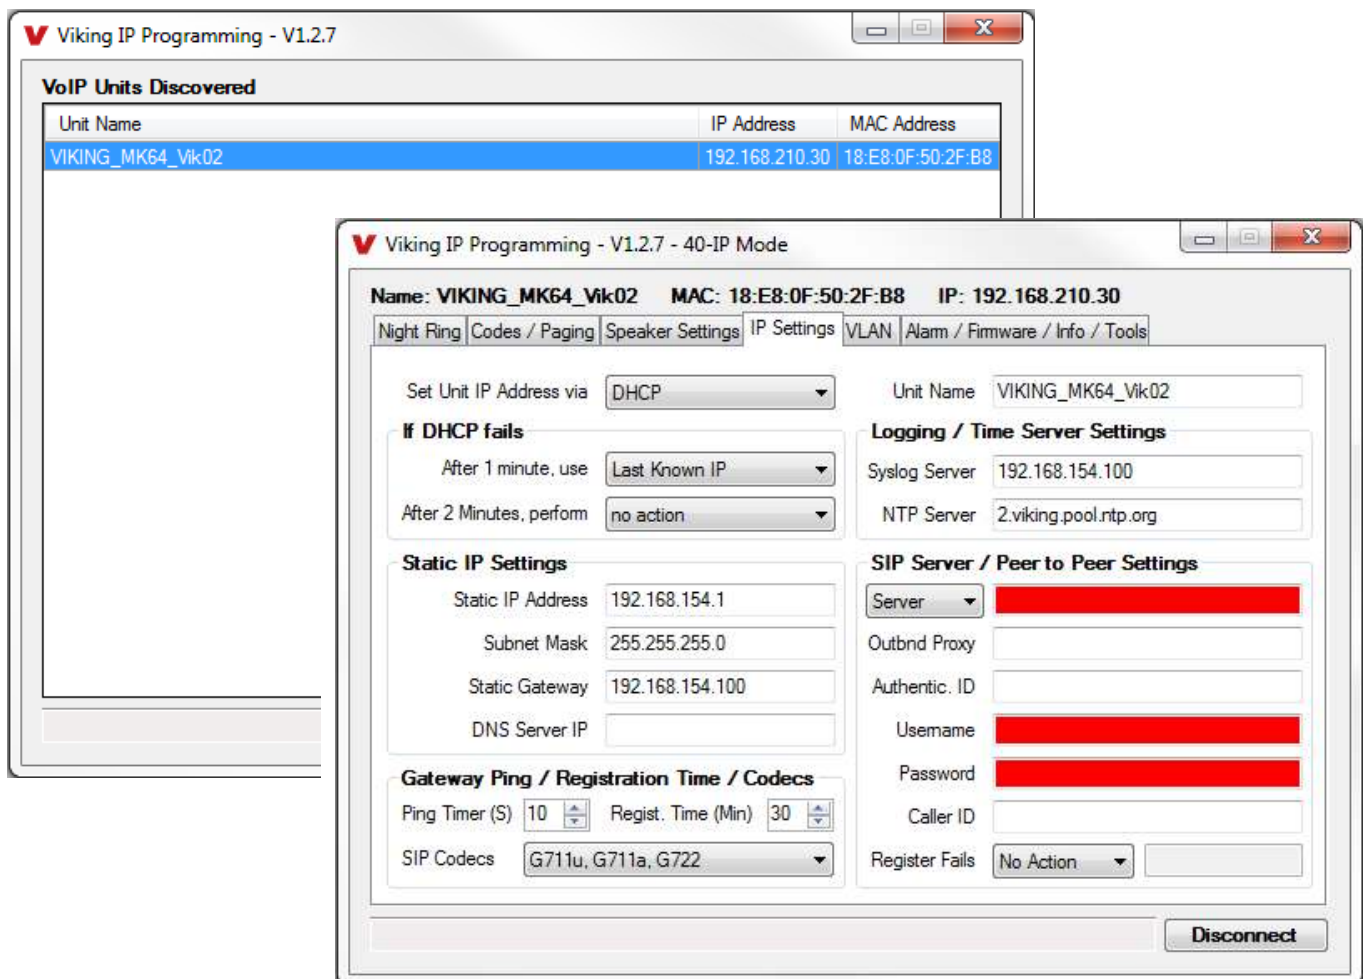 Viking IP Programming - V1.2.7
VoIP Units Discovered
Unit Name IP Address MAC Address
VIKING_MK64_Vik02 192.168.210.30 18:E8:0F:50:2F:B8
Viking IP Programming - V1.2.7 - 40-IP Mode
Name: VIKING_MK64_Vik02 MAC: 18:E8:0F:50:2F:B8 IP: 192.168.210.30
Night Ring Codes / Paging Speaker Settings IP Settings VLAN Alarm / Firmware / Info / Tools
Set Unit IP Address via DHCP
If DHCP fails
After 1 minute, use Last Known IP
After 2 Minutes, perform no action
Static IP Settings
Static IP Address 192.168.154.1
Subnet Mask 255.255.255.0
Static Gateway 192.168.154.100
DNS Server IP
Gateway Ping / Registration Time / Codecs
Ping Timer (S) 10 Regist. Time (Min) 30
SIP Codecs G711u, G711a, G722
Unit Name VIKING_MK64_Vik02
Logging / Time Server Settings
Syslog Server 192.168.154.100
NTP Server 2.viking.pool.ntp.org
SIP Server / Peer to Peer Settings
Server
Outbnd Proxy
Authentic. ID
Username
Password
Caller ID
Register Fails No Action
Disconnect